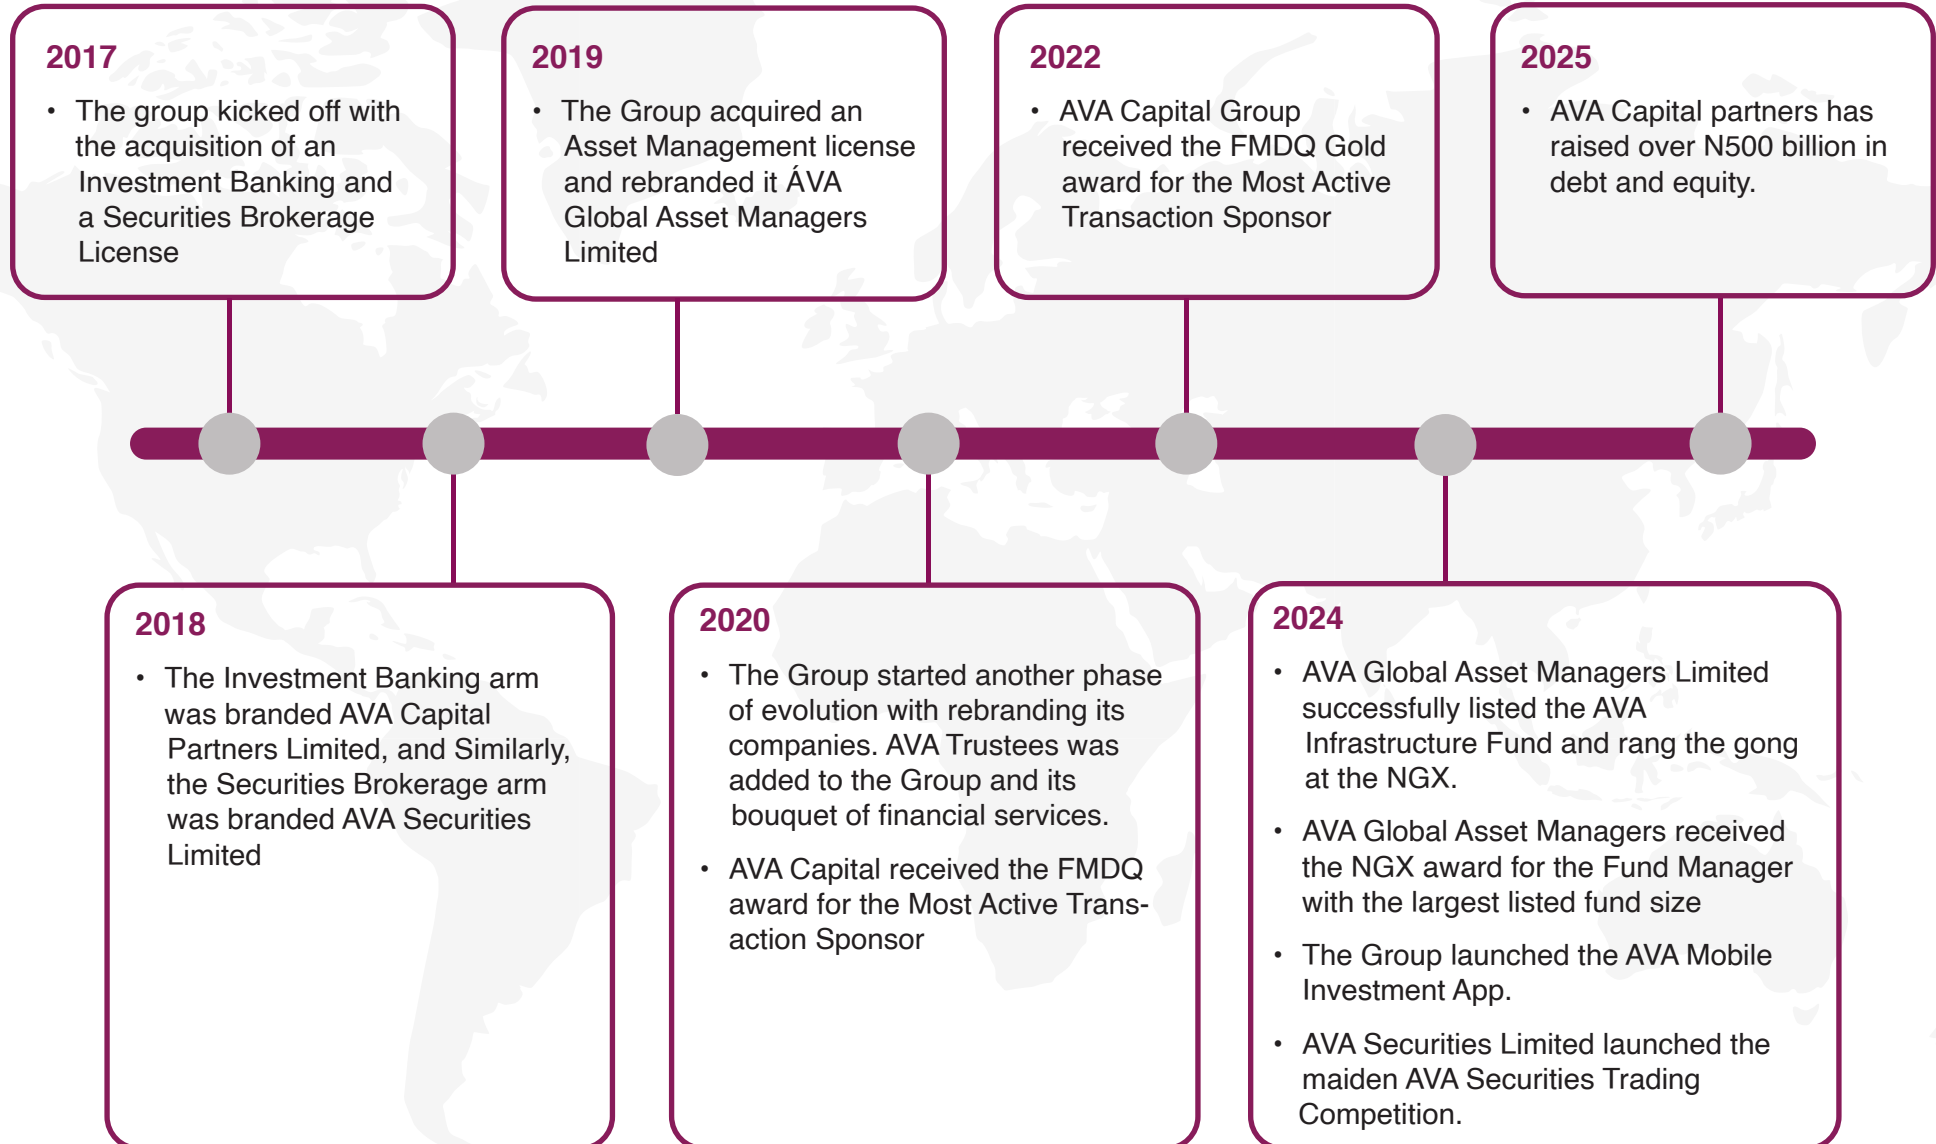 2017
• The group kicked off with
the acquisition of an
Investment Banking and
a Securities Brokerage
License
2019
• The Group acquired an
Asset Management license
and rebranded it ÁVA
Global Asset Managers
Limited
2022
• AVA Capital Group
received the FMDQ Gold
award for the Most Active
Transaction Sponsor
2025
• AVA Capital partners has
raised over N500 billion in
debt and equity.
2018
• The Investment Banking arm
was branded AVA Capital
Partners Limited, and Similarly,
the Securities Brokerage arm
was branded AVA Securities
Limited
2020
• The Group started another phase
of evolution with rebranding its
companies. AVA Trustees was
added to the Group and its
bouquet of financial services.
• AVA Capital received the FMDQ
award for the Most Active Trans-
action Sponsor
2024
• AVA Global Asset Managers Limited
successfully listed the AVA
Infrastructure Fund and rang the gong
at the NGX.
• AVA Global Asset Managers received
the NGX award for the Fund Manager
with the largest listed fund size
• The Group launched the AVA Mobile
Investment App.
• AVA Securities Limited launched the
maiden AVA Securities Trading
Competition.